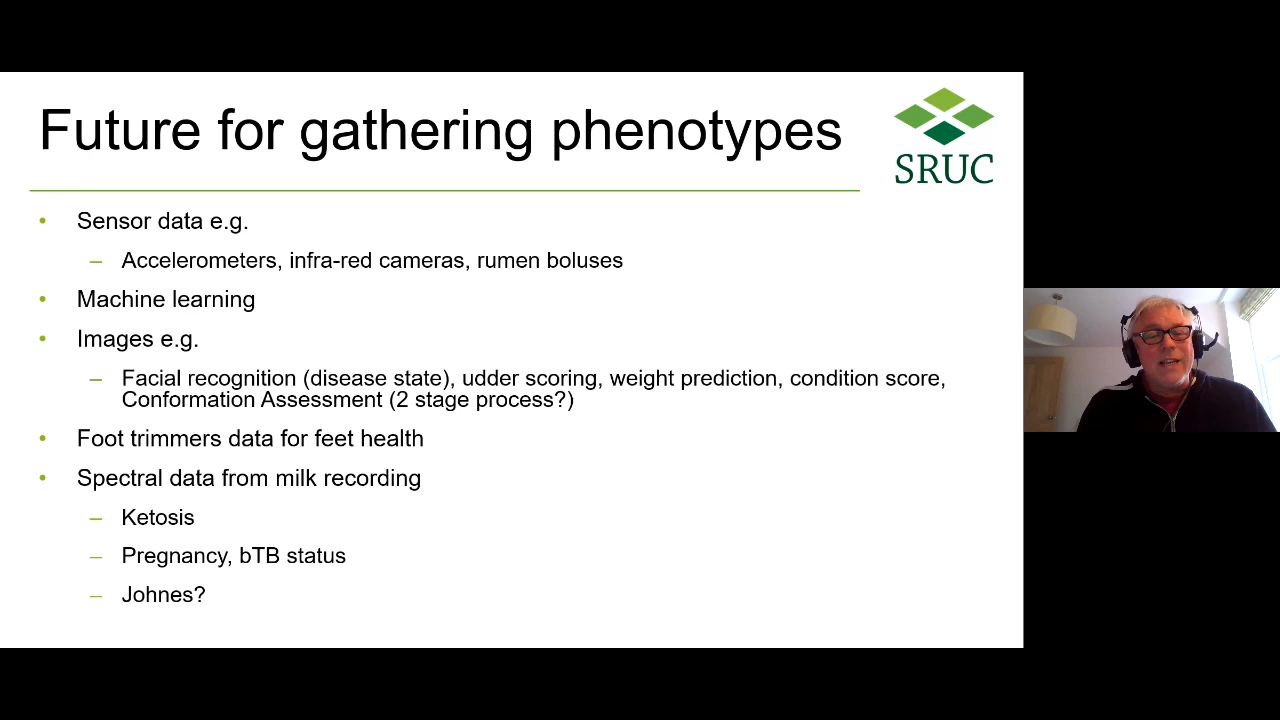 Future for gathering phenotypes
SRUC
• Sensor data e.g.
– Accelerometers, infra-red cameras, rumen boluses
• Machine learning
• Images e.g.
– Facial recognition (disease state), udder scoring, weight prediction, condition score,
Conformation Assessment (2 stage process?)
• Foot trimmers data for feet health
• Spectral data from milk recording
– Ketosis
– Pregnancy, bTB status
– Johnes?